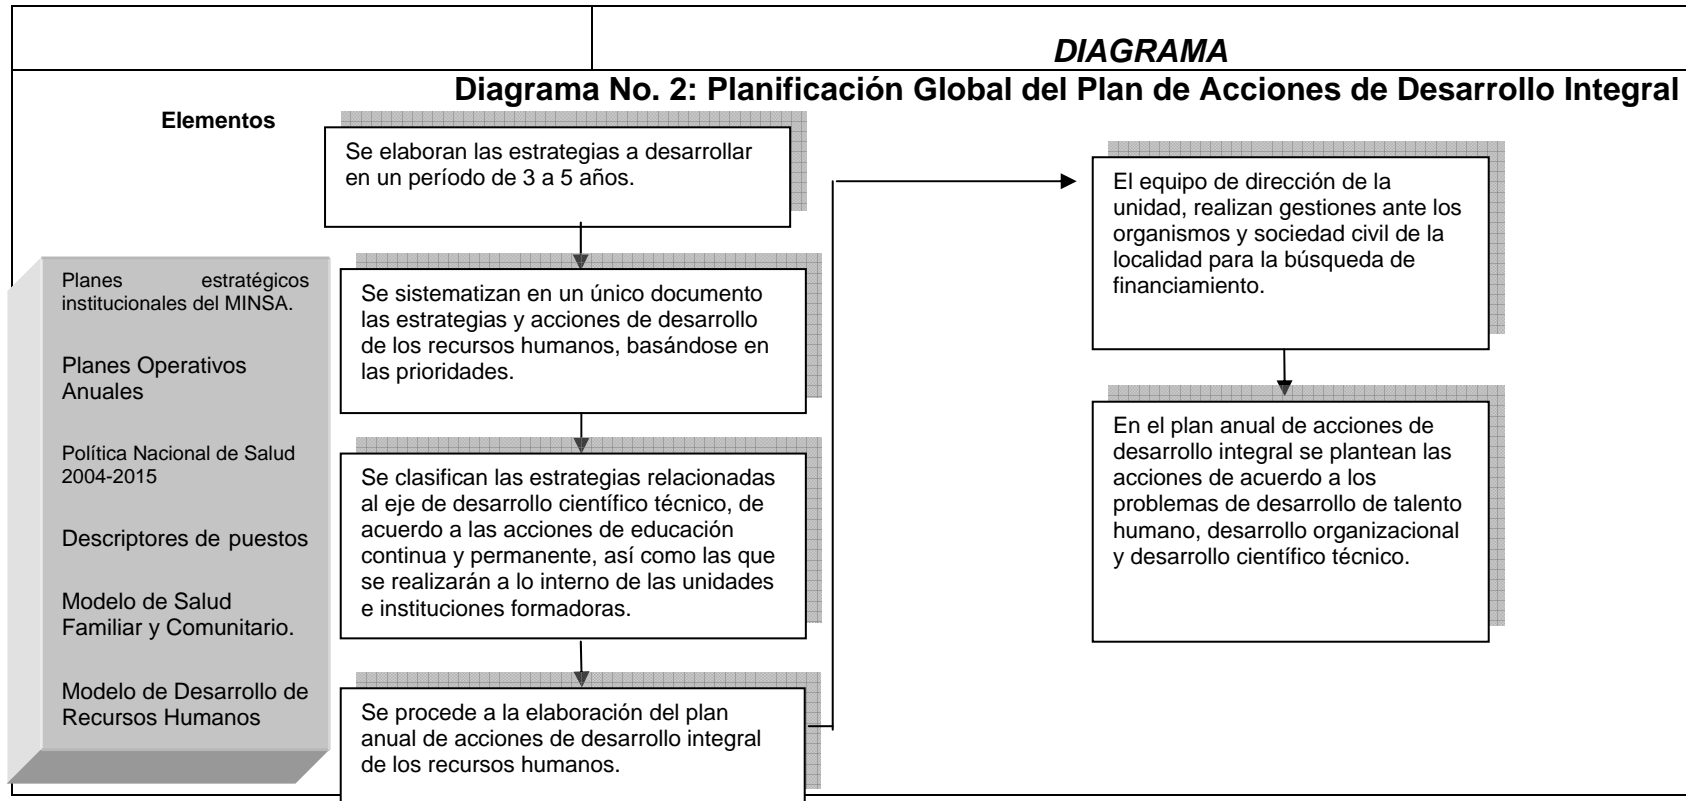 DIAGRAMA
Diagrama No. 2: Planificación Global del Plan de Acciones de Desarrollo Integral
Elementos
Planes estratégicos
institucionales del MINSA.
Planes Operativos
Anuales
Política Nacional de Salud
2004-2015
Descriptores de puestos
Modelo de Salud
Familiar y Comunitario.
Modelo de Desarrollo de
Recursos Humanos
Se elaboran las estrategias a desarrollar
en un período de 3 a 5 años.
Se sistematizan en un único documento
las estrategias y acciones de desarrollo
de los recursos humanos, basándose en
las prioridades.
Se clasifican las estrategias relacionadas
al eje de desarrollo científico técnico, de
acuerdo a las acciones de educación
continua y permanente, así como las que
se realizarán a lo interno de las unidades
e instituciones formadoras.
Se procede a la elaboración del plan
anual de acciones de desarrollo integral
de los recursos humanos.
El equipo de dirección de la
unidad, realizan gestiones ante los
organismos y sociedad civil de la
localidad para la búsqueda de
financiamiento.
En el plan anual de acciones de
desarrollo integral se plantean las
acciones de acuerdo a los
problemas de desarrollo de talento
humano, desarrollo organizacional
y desarrollo científico técnico.